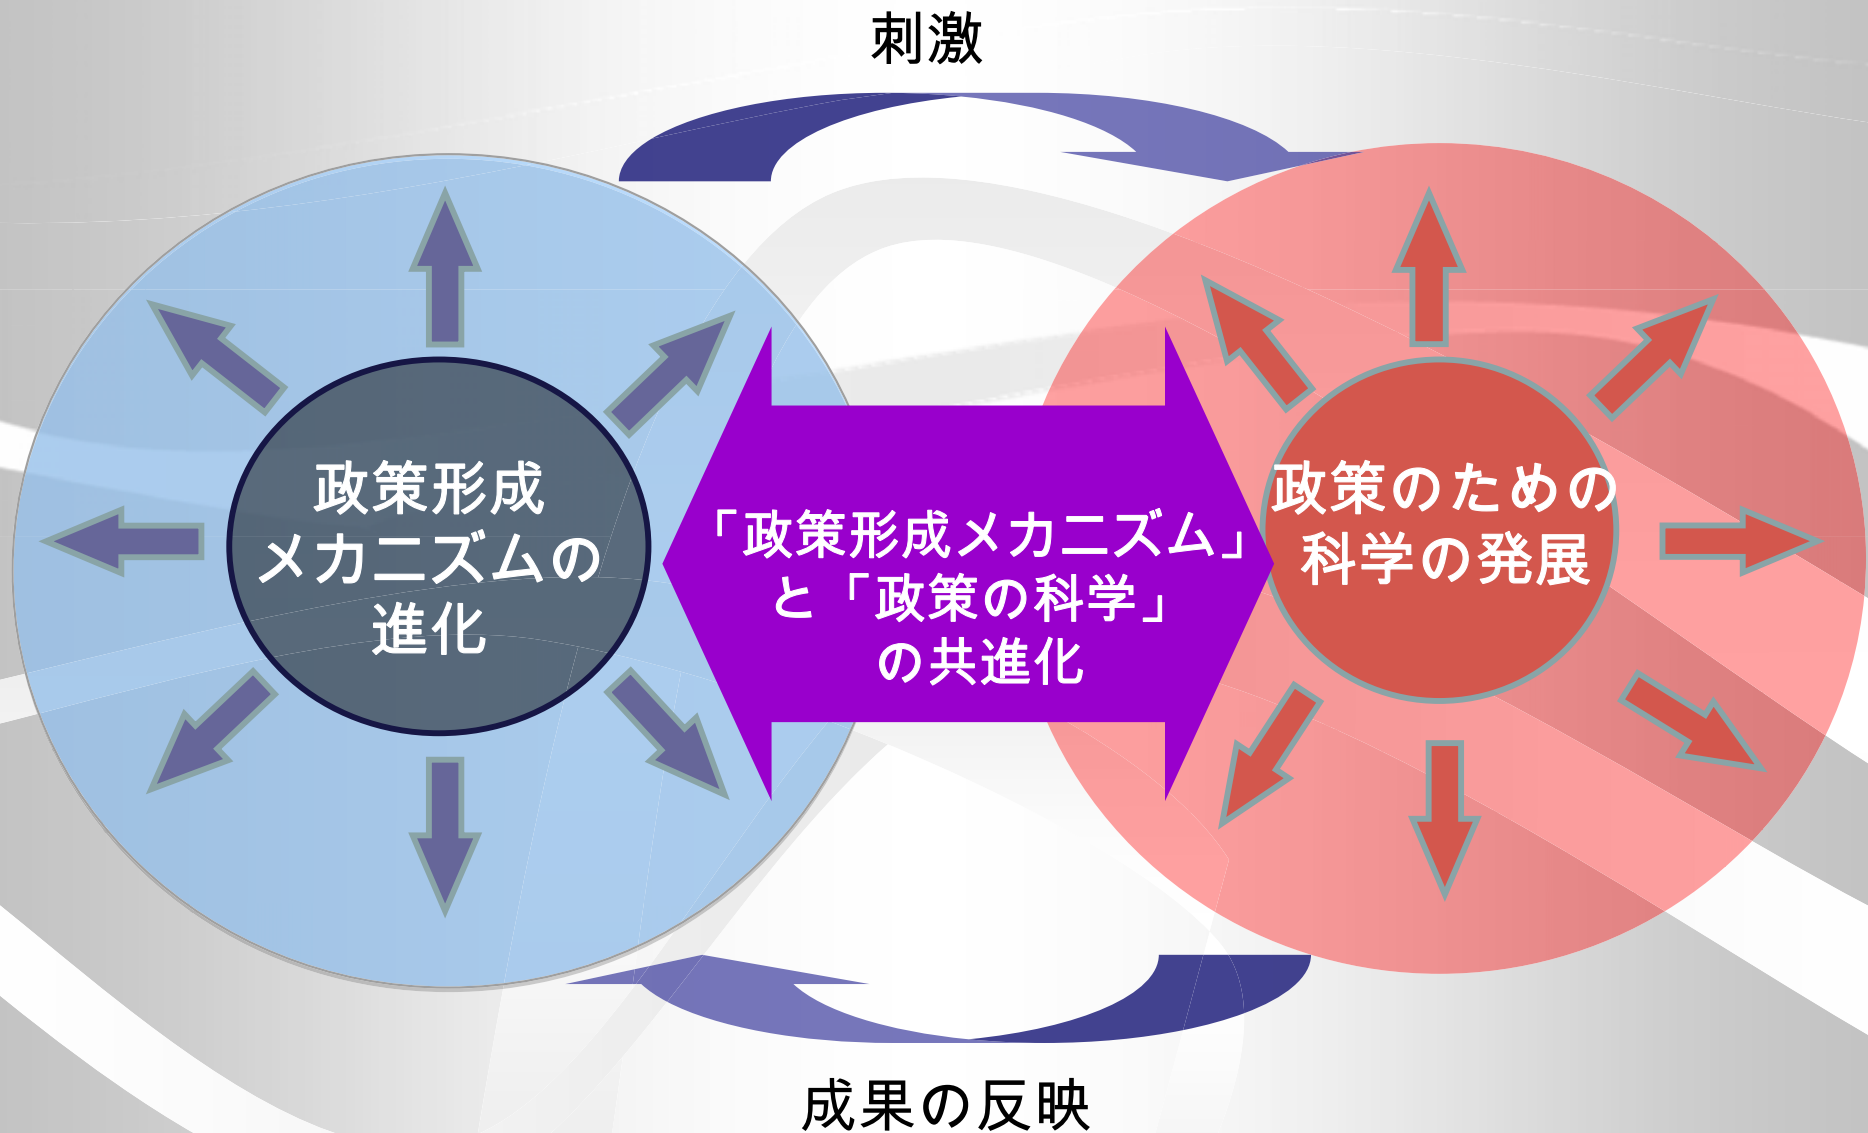 刺激
政策形成
メカニズムの
進化
「政策形成メカニズム」
と「政策の科学」
の共進化
政策のための
科学の発展
成果の反映